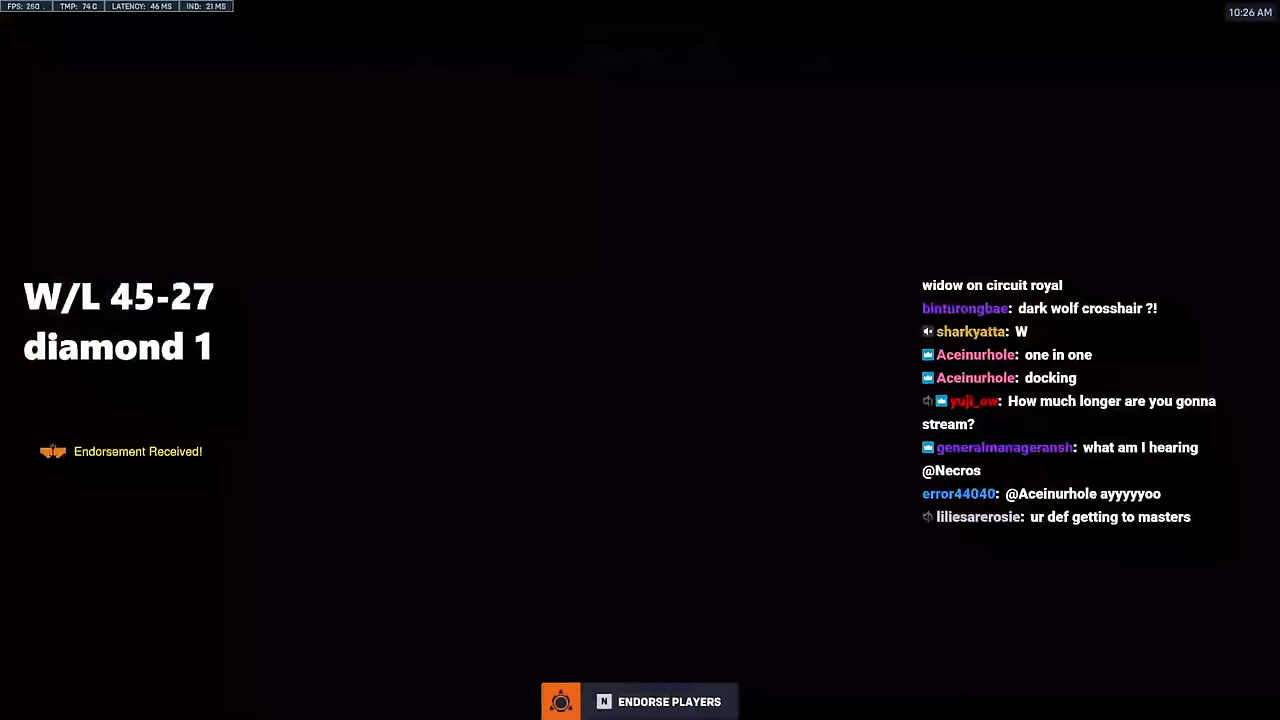 FPS: 260 . TMP: 74 C LATENCY: 46 MS IND: 21 MS
10:26 AM
W/L 45-27
diamond 1
Endorsement Received!
widow on circuit royal
binturongbae: dark wolf crosshair ?!
sharkyatta: W
Aceinurhole: one in one
Aceinurhole: docking
yuji_ow: How much longer are you gonna
stream?
generalmanageransh: what am I hearing
@Necros
error44040: @Aceinurhole ayyyyyoo
liliesarerosie: ur def getting to masters
N ENDORSE PLAYERS